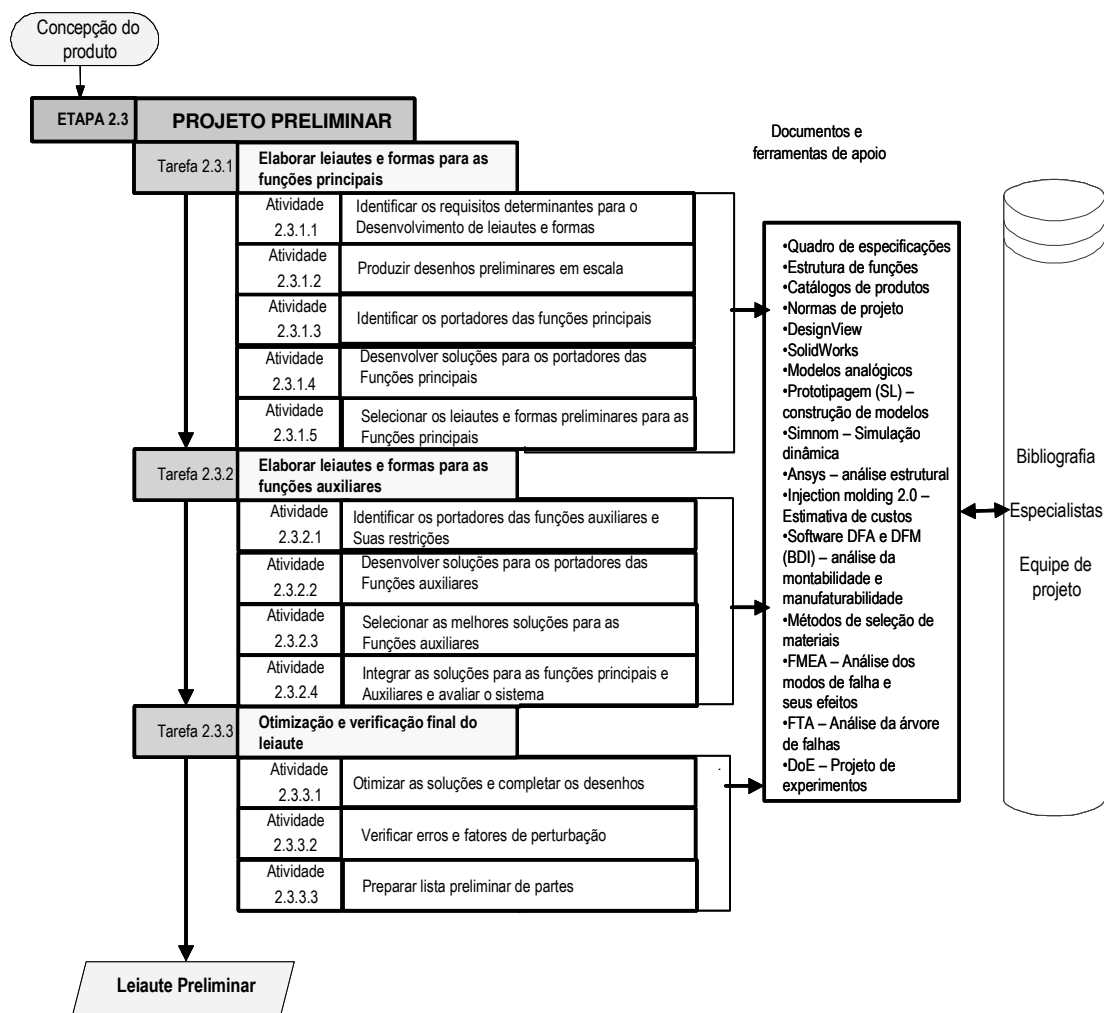 Concepção do
produto
ETAPA 2.3
PROJETO PRELIMINAR
Tarefa 2.3.1
Elaborar leiautes e formas para as
funções principais
Atividade
2.3.1.1
Identificar os requisitos determinantes para o
Desenvolvimento de leiautes e formas
Atividade
2.3.1.2
Produzir desenhos preliminares em escala
Atividade
2.3.1.3
Identificar os portadores das funções principais
Atividade
2.3.1.4
Desenvolver soluções para os portadores das
Funções principais
Atividade
2.3.1.5
Selecionar os leiautes e formas preliminares para as
Funções principais
Tarefa 2.3.2
Elaborar leiautes e formas para as
funções auxiliares
Atividade
2.3.2.1
Identificar os portadores das funções auxiliares e
Suas restrições
Atividade
2.3.2.2
Desenvolver soluções para os portadores das
Funções auxiliares
Atividade
2.3.2.3
Selecionar as melhores soluções para as
Funções auxiliares
Atividade
2.3.2.4
Integrar as soluções para as funções principais e
Auxiliares e avaliar o sistema
Tarefa 2.3.3
Otimização e verificação final do
leiaute
Atividade
2.3.3.1
Otimizar as soluções e completar os desenhos
Atividade
2.3.3.2
Verificar erros e fatores de perturbação
Atividade
2.3.3.3
Preparar lista preliminar de partes
Leiaute Preliminar
Documentos e
ferramentas de apoio
•Quadro de especificações
•Estrutura de funções
•Catálogos de produtos
•Normas de projeto
•DesignView
•SolidWorks
•Modelos analógicos
•Prototipagem (SL) –
construção de modelos
•Simnom – Simulação
dinâmica
•Ansys – análise estrutural
•Injection molding 2.0 –
Estimativa de custos
•Software DFA e DFM
(BDI) – análise da
montabilidade e
manufaturabilidade
•Métodos de seleção de
materiais
•FMEA – Análise dos
modos de falha e
seus efeitos
•FTA – Análise da árvore
de falhas
•DoE – Projeto de
experimentos
Bibliografia
Especialistas
Equipe de
projeto